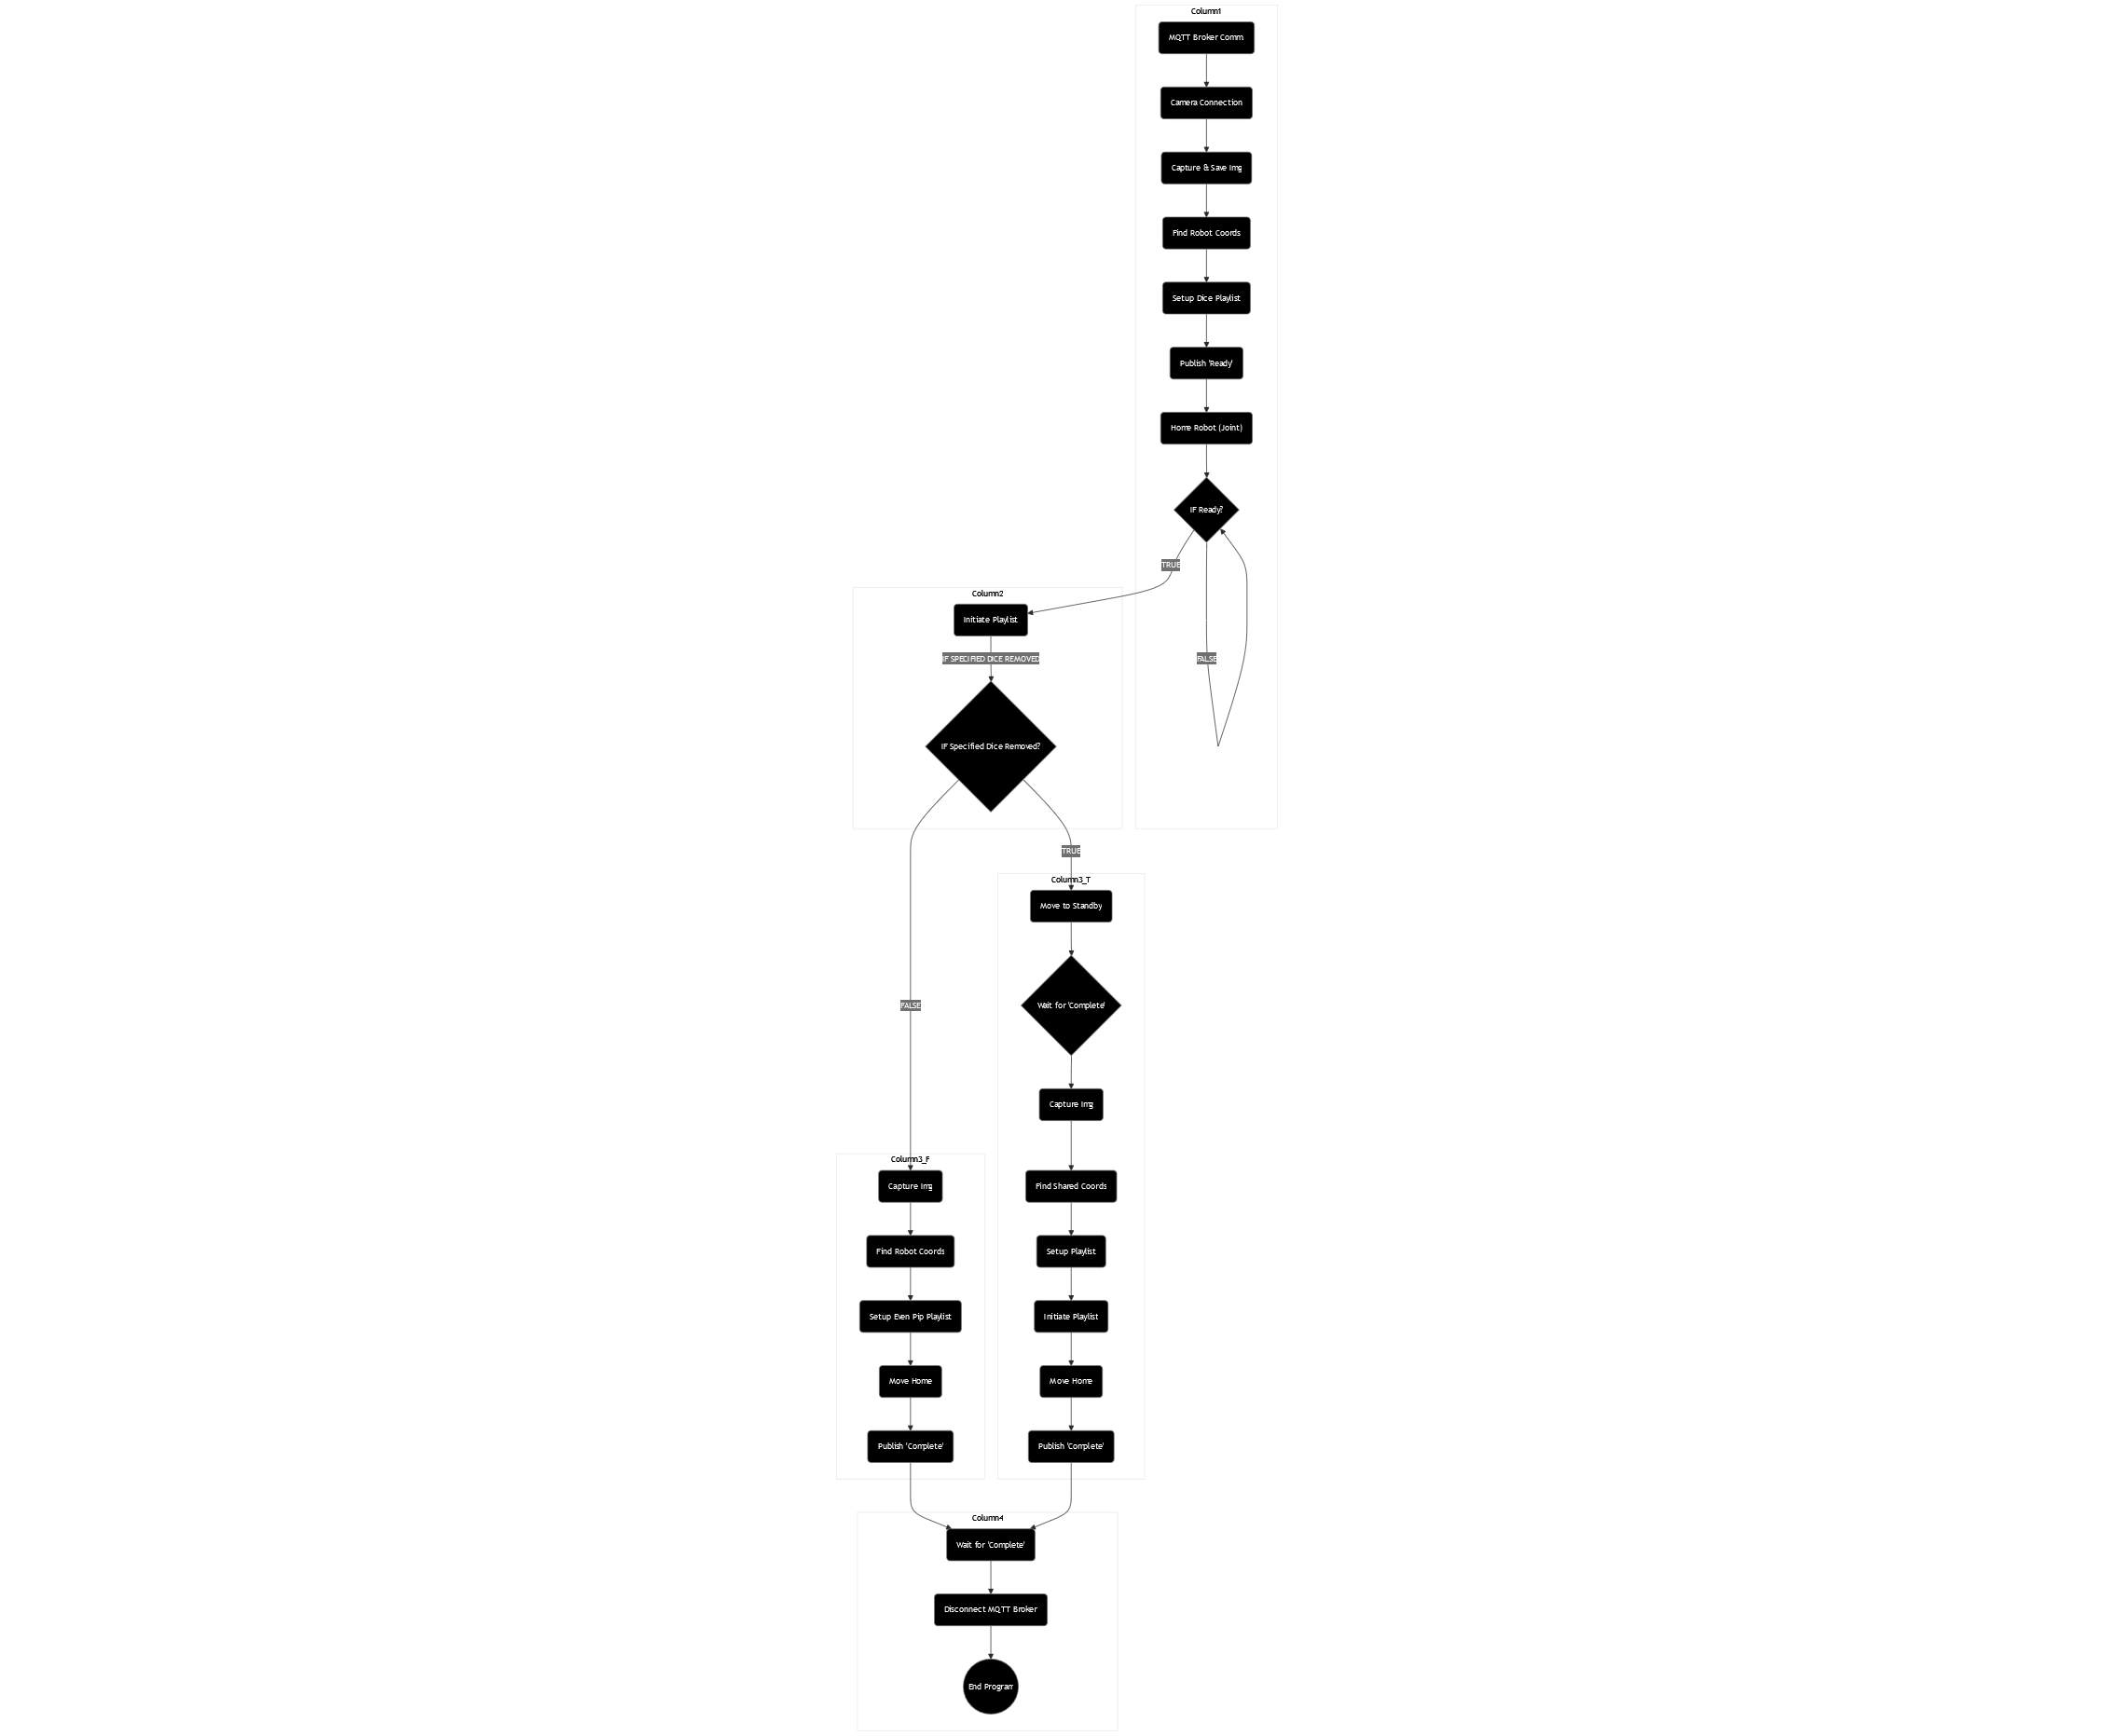 Column1
MQTT Broker Comm
Camera Connection
Capture & Save Img
Find Robot Coords
Setup Dice Playlist
Publish 'Ready'
Home Robot (Joint)
IF Ready?
TRUE
FALSE
Column2
Initiate Playlist
IF SPECIFIED DICE REMOVED
IF Specified Dice Removed?
TRUE
FALSE
Column3_T
Move to Standby
Wait for 'Complete'
Capture Img
Find Shared Coords
Setup Playlist
Initiate Playlist
Move Home
Publish 'Complete'
Column3_F
Capture Img
Find Robot Coords
Setup Even Pip Playlist
Move Home
Publish 'Complete'
Column4
Wait for 'Complete'
Disconnect MQTT Broker
End Program